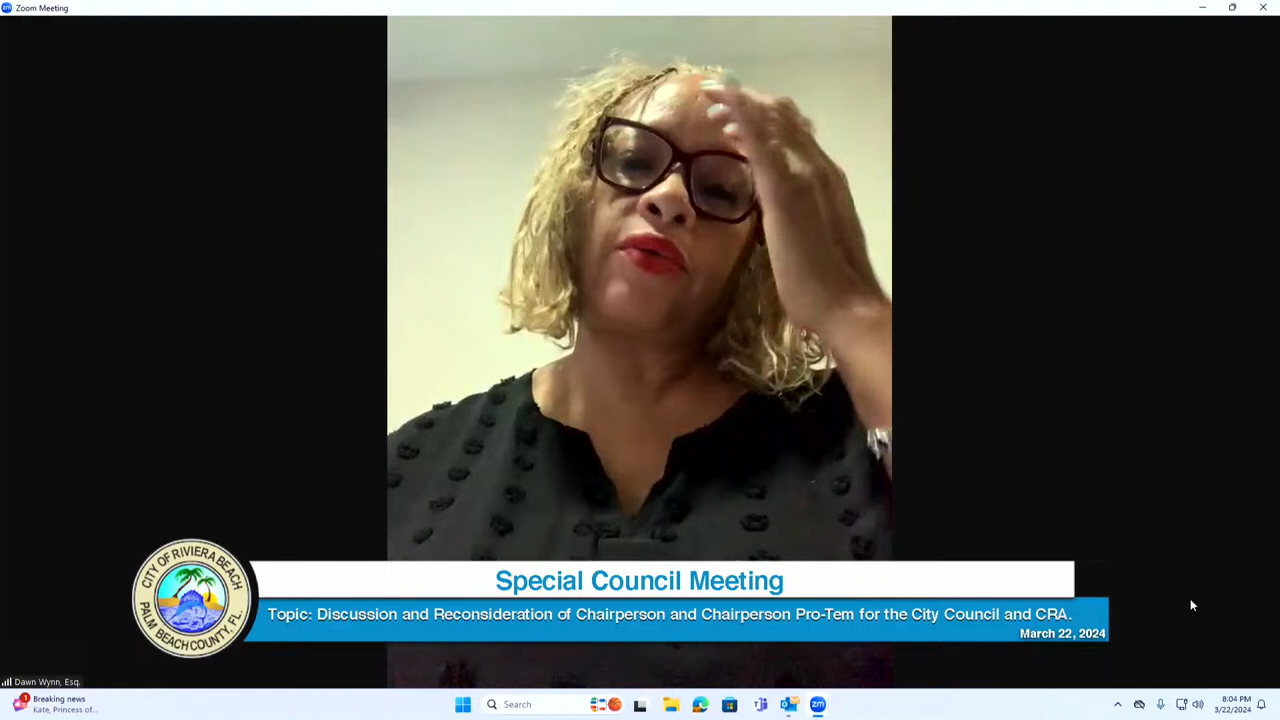 Zoom Meeting
CITY OF RIVIERA BEACH
PALM BEACH COUNTY, FL.
Special Council Meeting
Topic: Discussion and Reconsideration of Chairperson and Chairperson Pro-Tem for the City Council and CRA.
March 22, 2024
Dawn Wynn, Esq.
1
Breaking news
Kate, Princess of...
Search
zm
8:04 PM
3/22/2024